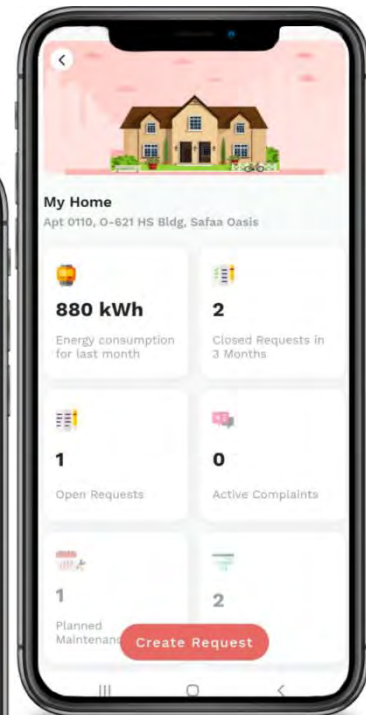 My Home
Apt 0110, O-621 HS Bldg, Safaa Oasis
880 kWh
Energy consumption
for last month
2
Closed Requests in
3 Months
1
Open Requests
0
Active Complaints
1
Planned
2
Create Request